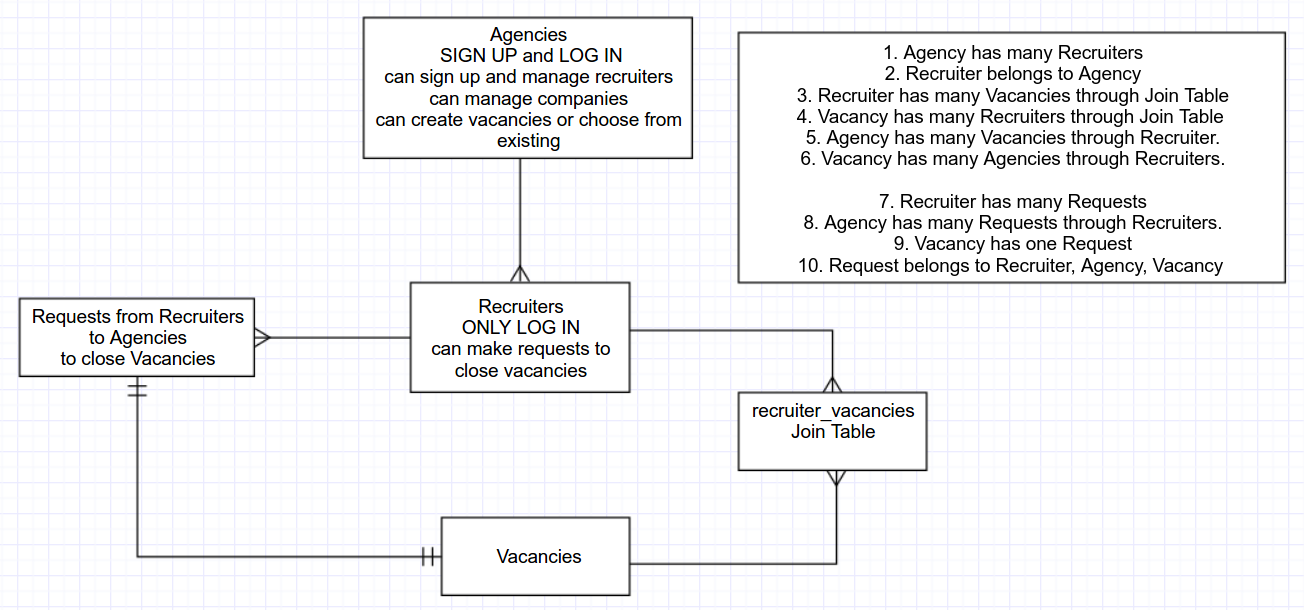 Agencies
SIGN UP and LOG IN
can sign up and manage recruiters
can manage companies
can create vacancies or choose from
existing
1. Agency has many Recruiters
2. Recruiter belongs to Agency
3. Recruiter has many Vacancies through Join Table
4. Vacancy has many Recruiters through Join Table
5. Agency has many Vacancies through Recruiter.
6. Vacancy has many Agencies through Recruiters.
7. Recruiter has many Requests
8. Agency has many Requests through Recruiters.
9. Vacancy has one Request
10. Request belongs to Recruiter, Agency, Vacancy
Requests from Recruiters
to Agencies
to close Vacancies
Recruiters
ONLY LOG IN
can make requests to
close vacancies
recruiter_vacancies
Join Table
Vacancies